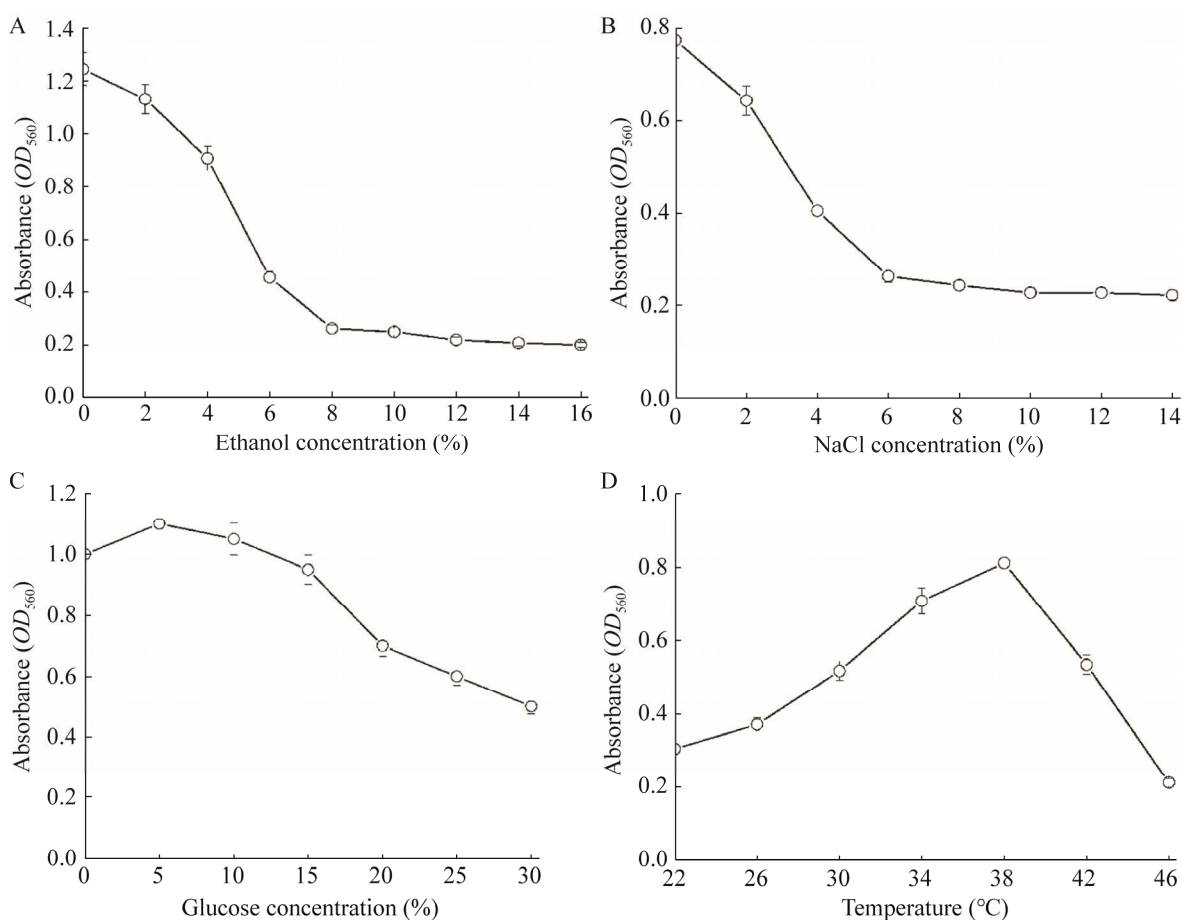 A
1.4
1.2
1.0
0.8
0.6
0.4
0.2
0.0
Absorbance (OD560)
0 2 4 6 8 10 12 14 16
Ethanol concentration (%)
B
0.8
0.6
0.4
0.2
0.0
Absorbance (OD560)
0 2 4 6 8 10 12 14
NaCl concentration (%)
C
1.2
1.0
0.8
0.6
0.4
0.2
0.0
Absorbance (OD560)
0 5 10 15 20 25 30
Glucose concentration (%)
D
1.0
0.8
0.6
0.4
0.2
0.0
Absorbance (OD560)
22 26 30 34 38 42 46
Temperature (°C)